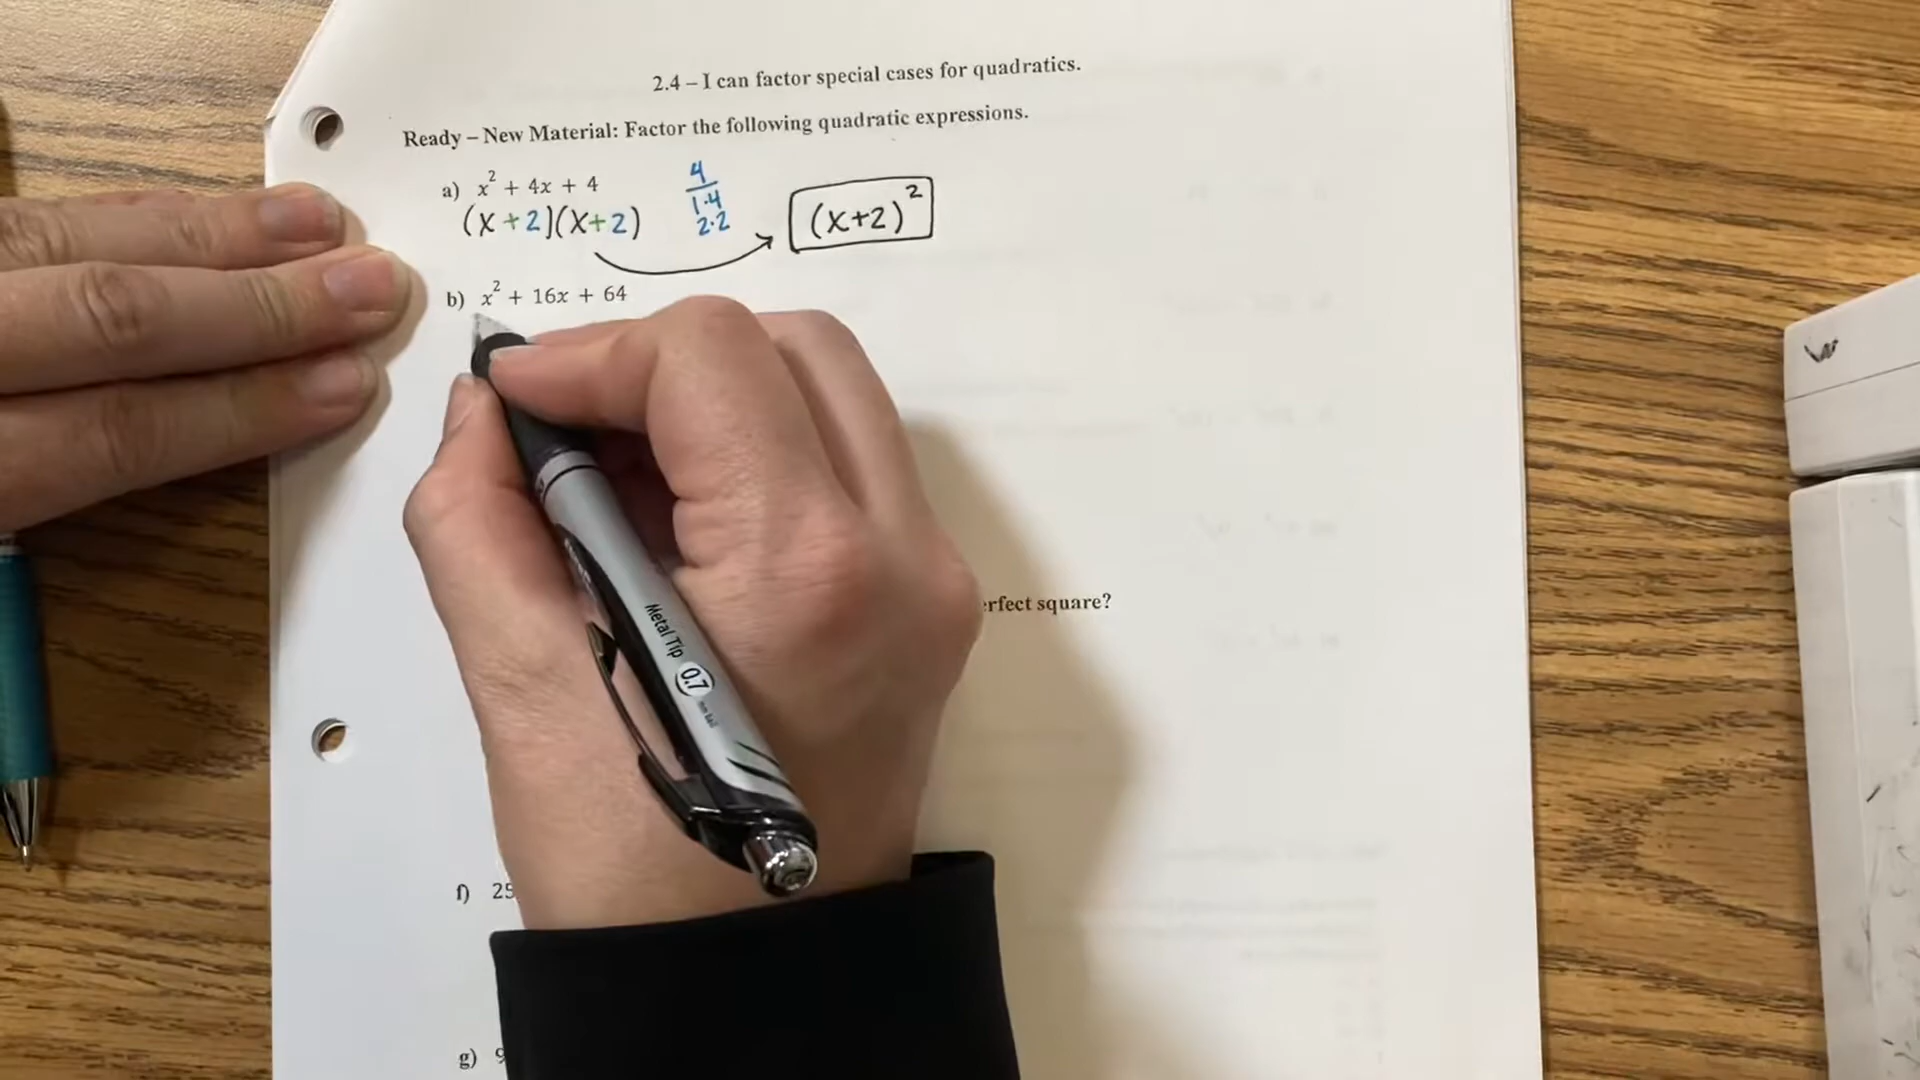 2.4 – I can factor special cases for quadratics.
Ready – New Material: Factor the following quadratic expressions.
a) x² + 4x + 4
(x+2)(x+2)
4
1·4
2·2
(x+2)²
b) x² + 16x + 64
Metal Tip 0.7
erfect square?
f) 25
g) 9